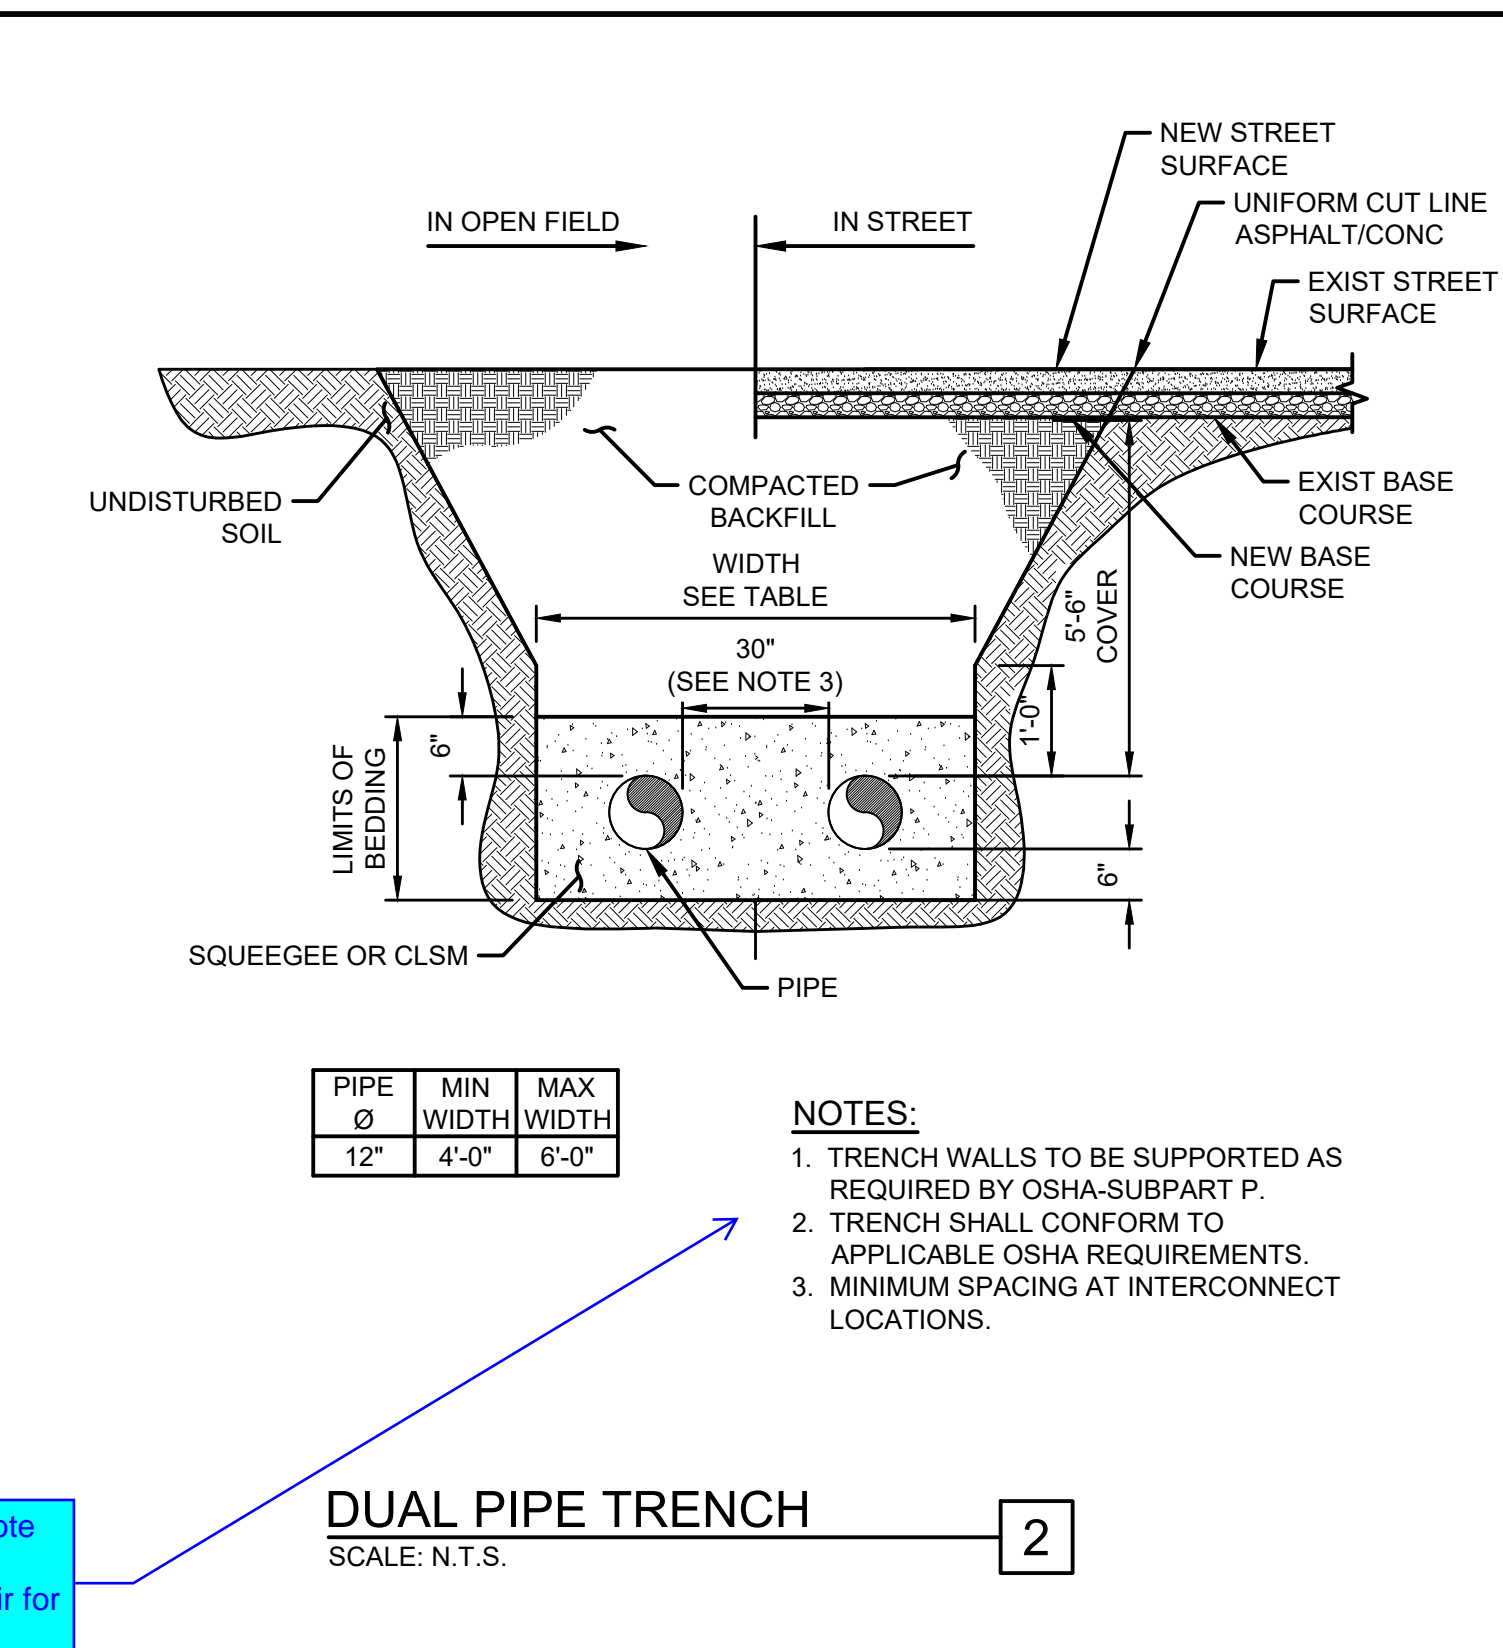 NEW STREET
SURFACE
UNIFORM CUT LINE
ASPHALT/CONC
IN OPEN FIELD
IN STREET
EXIST STREET
SURFACE
UNDISTURBED
SOIL
COMPACTED
BACKFILL
EXIST BASE
COURSE
NEW BASE
COURSE
WIDTH
SEE TABLE
5'-6"
COVER
30"
(SEE NOTE 3)
1'-0"
6"
LIMITS OF
BEDDING
6"
SQUEEGEE OR CLSM
PIPE
PIPE MIN MAX
Ø WIDTH WIDTH
12" 4'-0" 6'-0"
NOTES:
1. TRENCH WALLS TO BE SUPPORTED AS
REQUIRED BY OSHA-SUBPART P.
2. TRENCH SHALL CONFORM TO
APPLICABLE OSHA REQUIREMENTS.
3. MINIMUM SPACING AT INTERCONNECT
LOCATIONS.
DUAL PIPE TRENCH
2
SCALE: N.T.S.
for